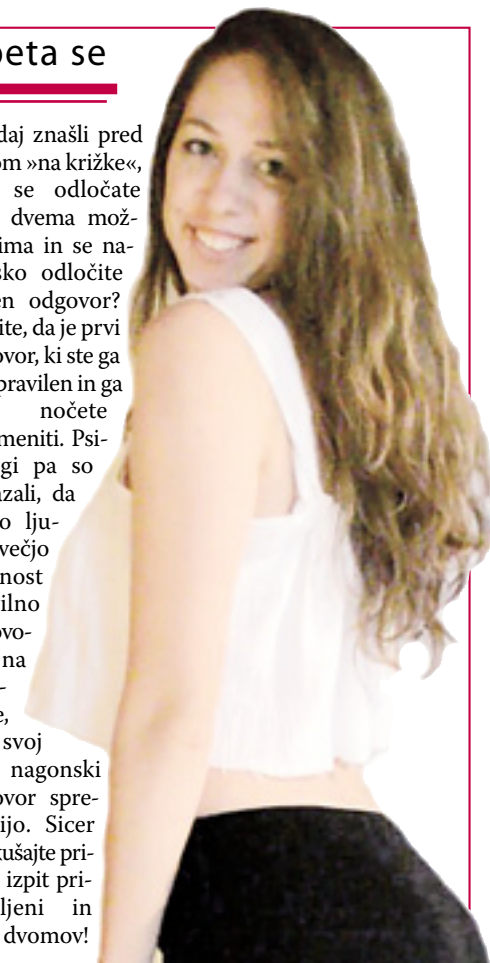 peta se
daj znašli pred
om »na križke«,
se odločate
dvema mož-
ima in se na-
sko odločite
en odgovor?
ite, da je prvi
ovor, ki ste ga
pravilen in ga
nočete
meniti. Psi-
gi pa so
zali, da
o lju-
večjo
nost
ilno
ovo-
na
-
e,
svoj
nagonski
ovor spre-
ijo. Sicer
kušajte pri-
izpit pri-
ljeni in
dvomov!